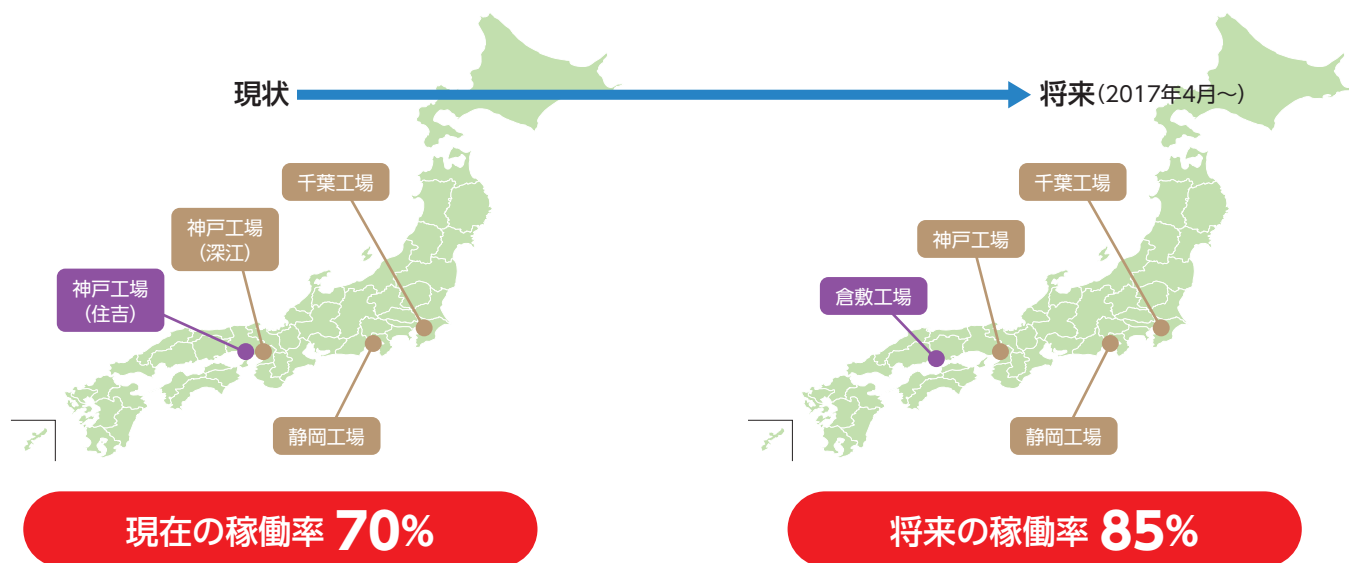 現状
将来(2017年4月〜)
千葉工場
神戸工場
(深江)
神戸工場
(住吉)
静岡工場
現在の稼働率 70%
千葉工場
神戸工場
倉敷工場
静岡工場
将来の稼働率 85%